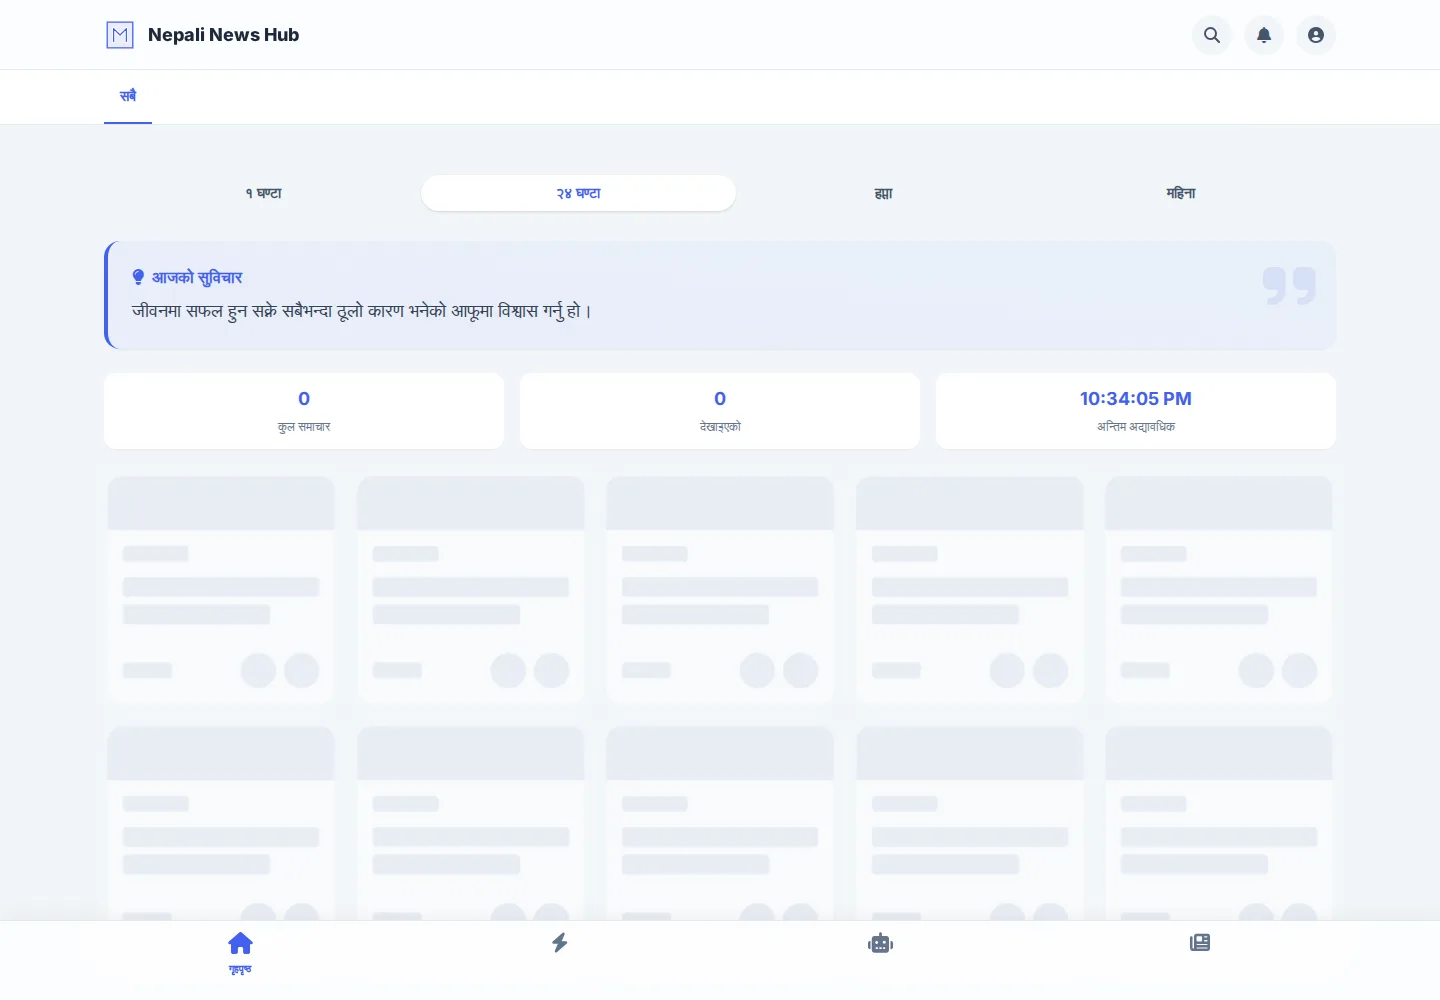 Nepali News Hub
सबै
१ घण्टा
२४ घण्टा
हप्ता
महिना
आजको सुविचार
जीवनमा सफल हुन सक्ने सबैभन्दा ठूलो कारण भनेको आफूमा विश्वास गर्नु हो।
0
कुल समाचार
0
देखाइएको
10:34:05 PM
अन्तिम अद्यावधिक
गृहपृष्ठ